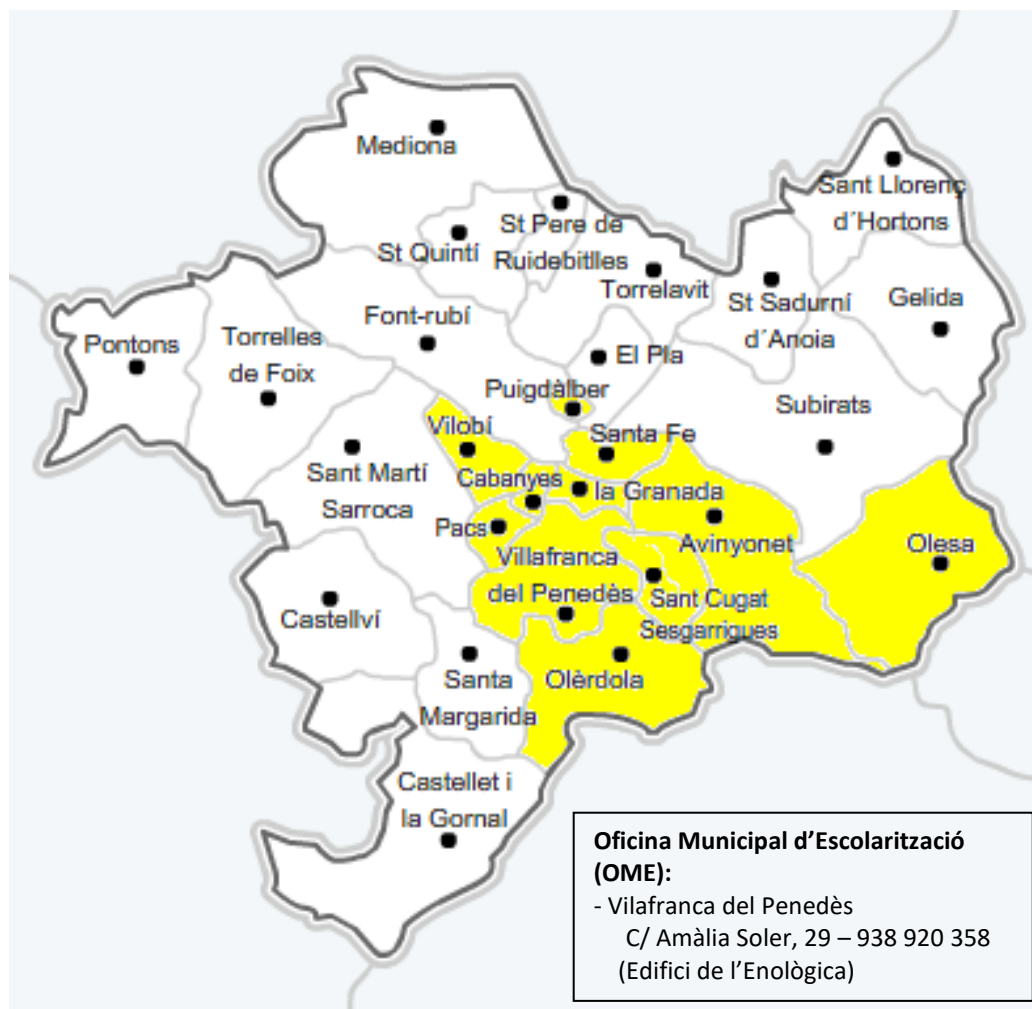 Mediona
Sant Llorenç
d´Hortons
St Pere de
Ruidebitlles
St Quintí
Torrelavit
St Sadurní
d´Anoia
Gelida
Font-rubí
Torrelles
de Foix
Pontons
El Pla
Puigdàlber
Subirats
Vilobí
Santa Fe
Sant Martí
Sarroca
Cabanyes
la Granada
Pacs
Avinyonet
Olesa
Villafranca
del Penedès
Sant Cugat
Sesgarrigues
Castellví
Santa
Margarida
Olèrdola
Castellet i
la Gornal
Oficina Municipal d’Escolarització
(OME):
- Vilafranca del Penedès
C/ Amàlia Soler, 29 – 938 920 358
(Edifici de l’Enològica)